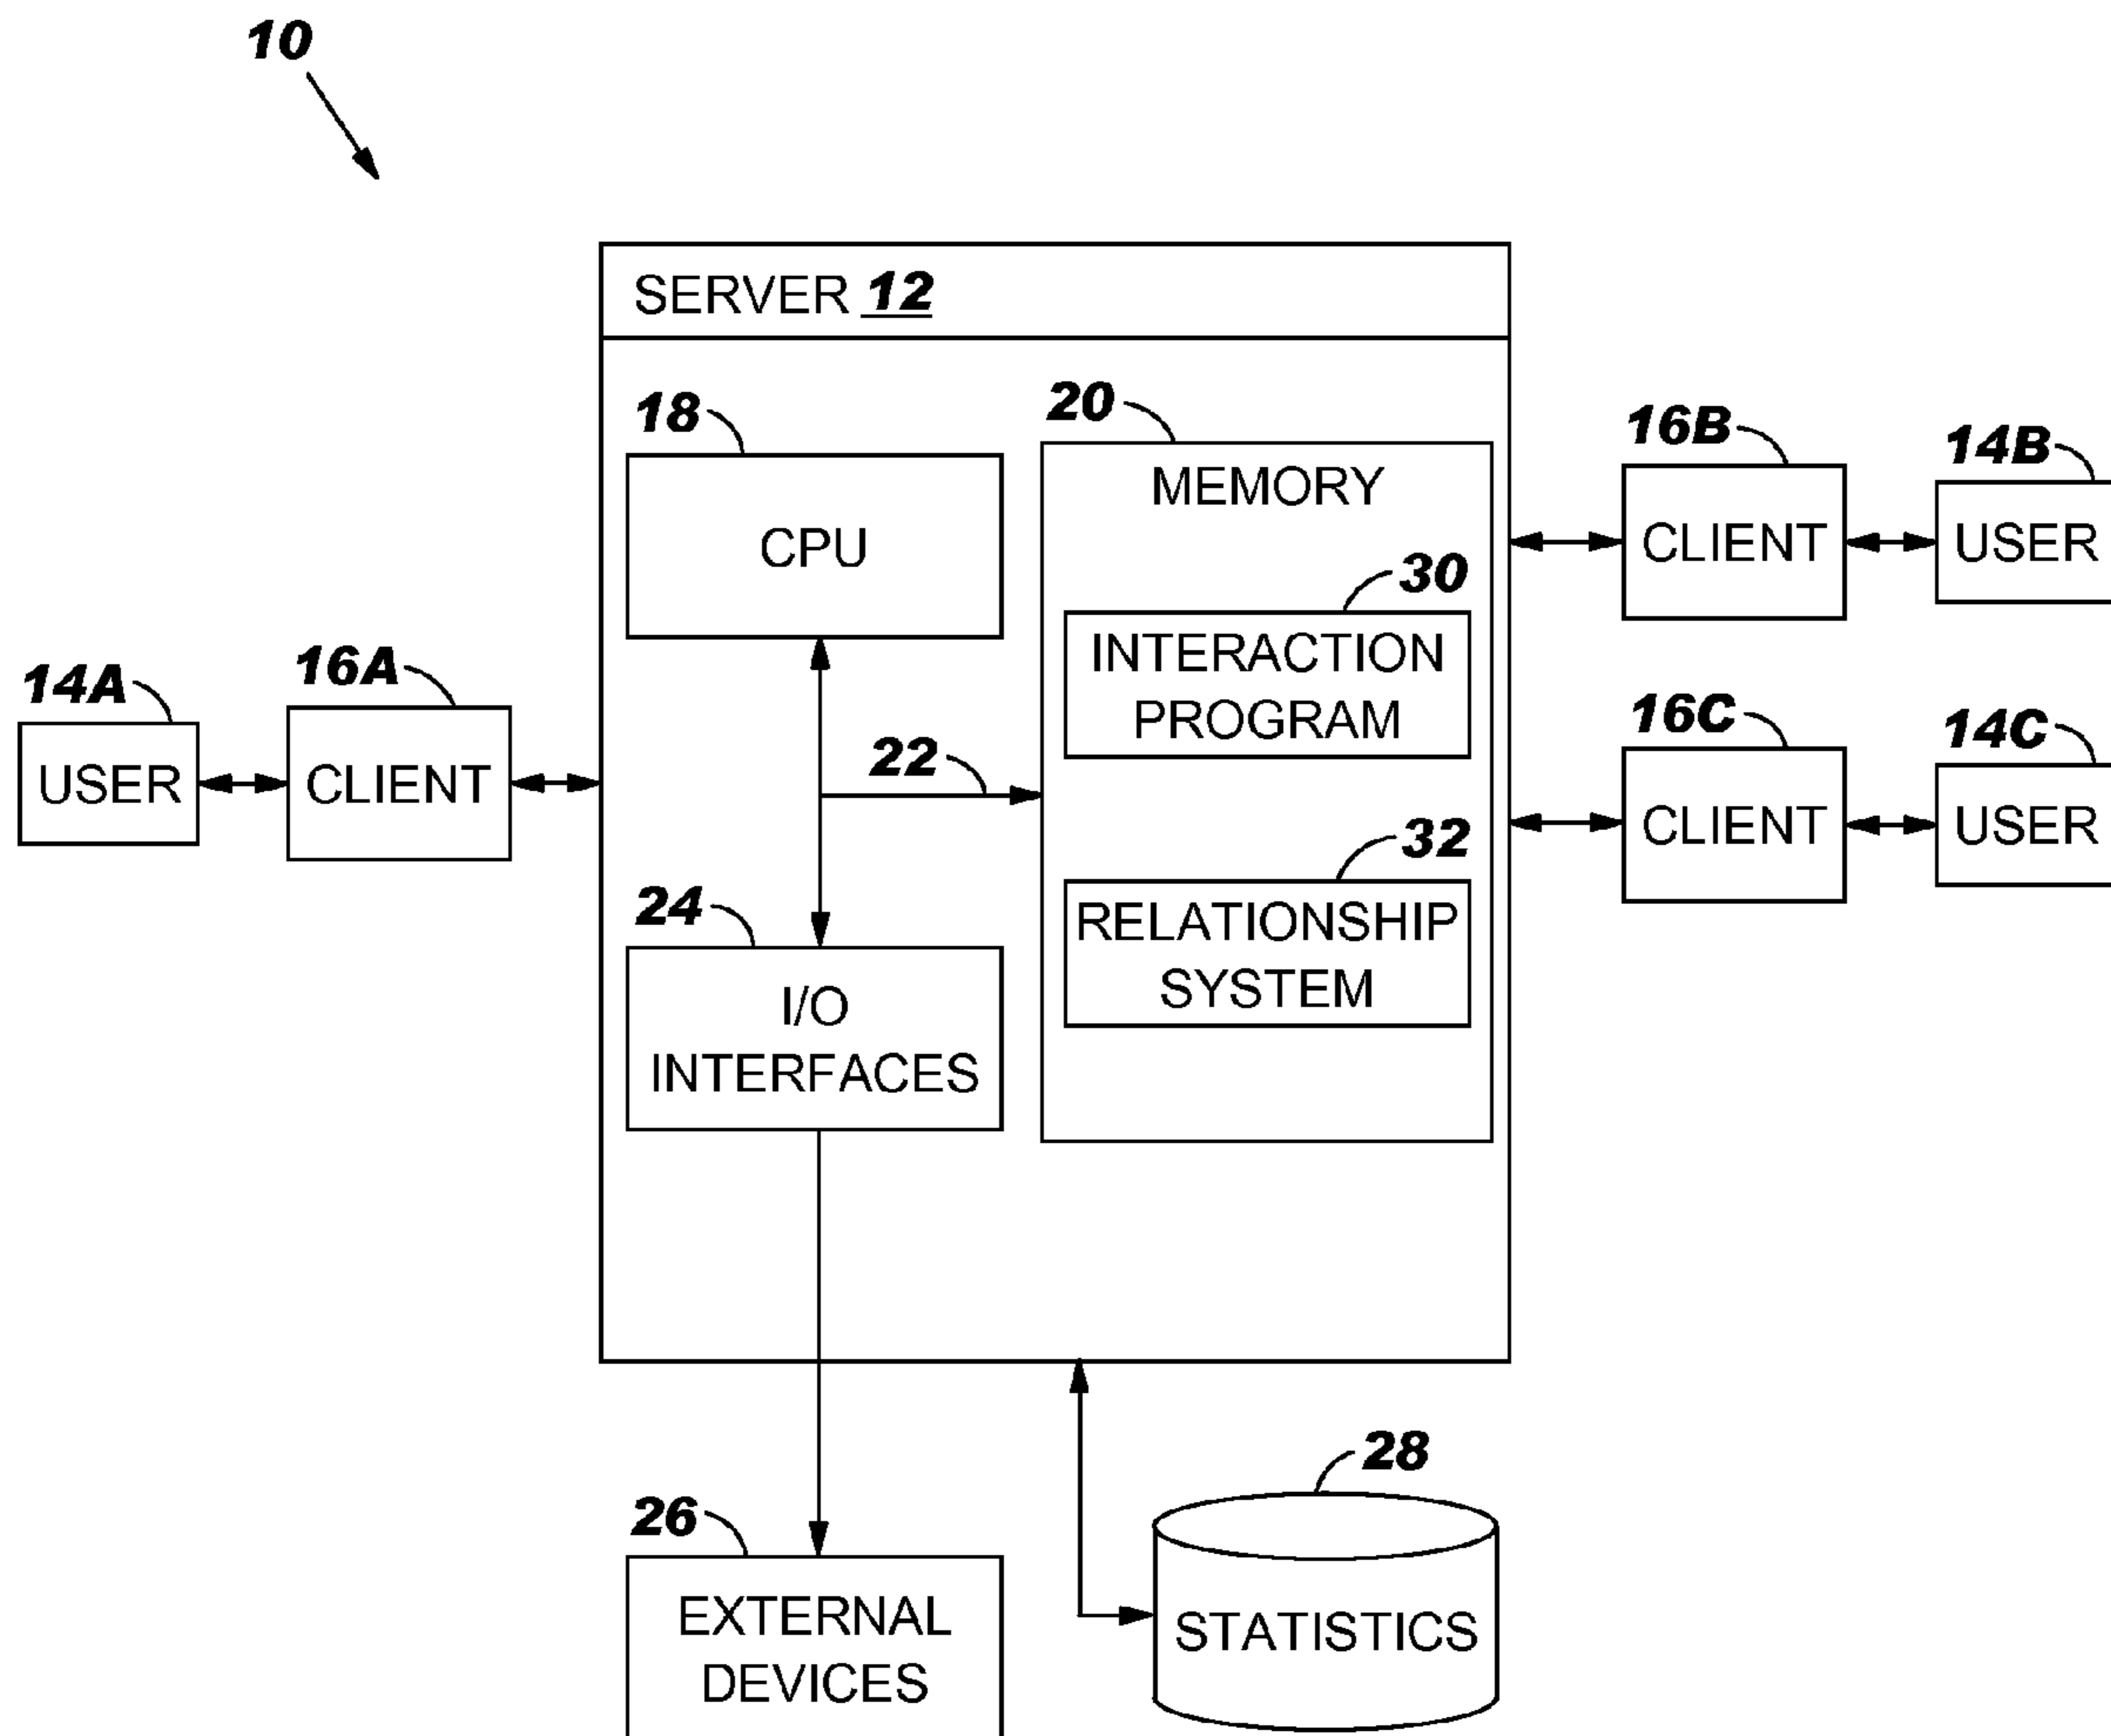 10
SERVER 12
18
20
16B
14B
CPU
MEMORY
CLIENT
USER
30
INTERACTION
PROGRAM
14A
16A
22
16C
14C
USER
CLIENT
CLIENT
USER
24
32
I/O
INTERFACES
RELATIONSHIP
SYSTEM
26
28
EXTERNAL
DEVICES
STATISTICS